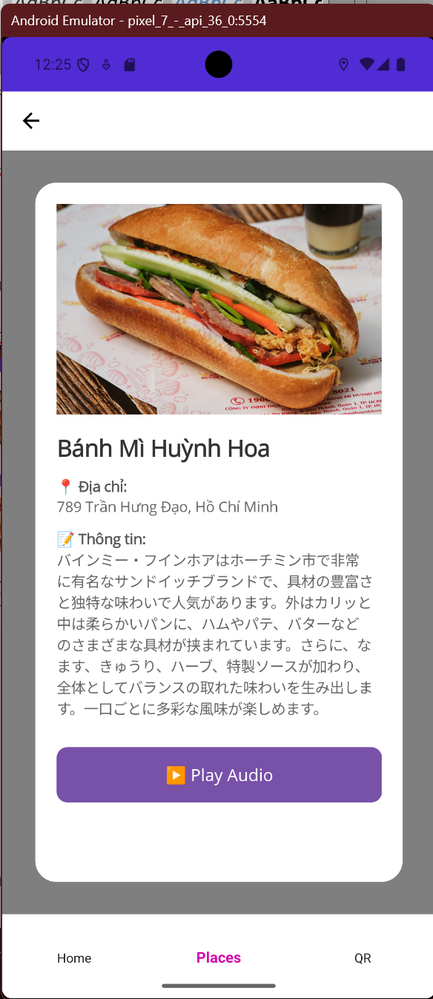 Android Emulator - pixel_7_-_api_36_0:5554
12:25
8021
CÔNG TY TNHH
Bánh Mì Huỳnh Hoa
📍 Địa chỉ:
789 Trần Hưng Đạo, Hồ Chí Minh
📝 Thông tin:
バインミー・フインホアはホーチミン市で非常
に有名なサンドイッチブランドで、具材の豊富さ
と独特な味わいで人気があります。外はカリッと
中は柔らかいパンに、ハムやパテ、バターなど
のさまざまな具材が挟まれています。さらに、な
ます、きゅうり、ハーブ、特製ソースが加わり、
全体としてバランスの取れた味わいを生み出しま
す。一口ごとに多彩な風味が楽しめます。
▶️ Play Audio
Home
Places
QR